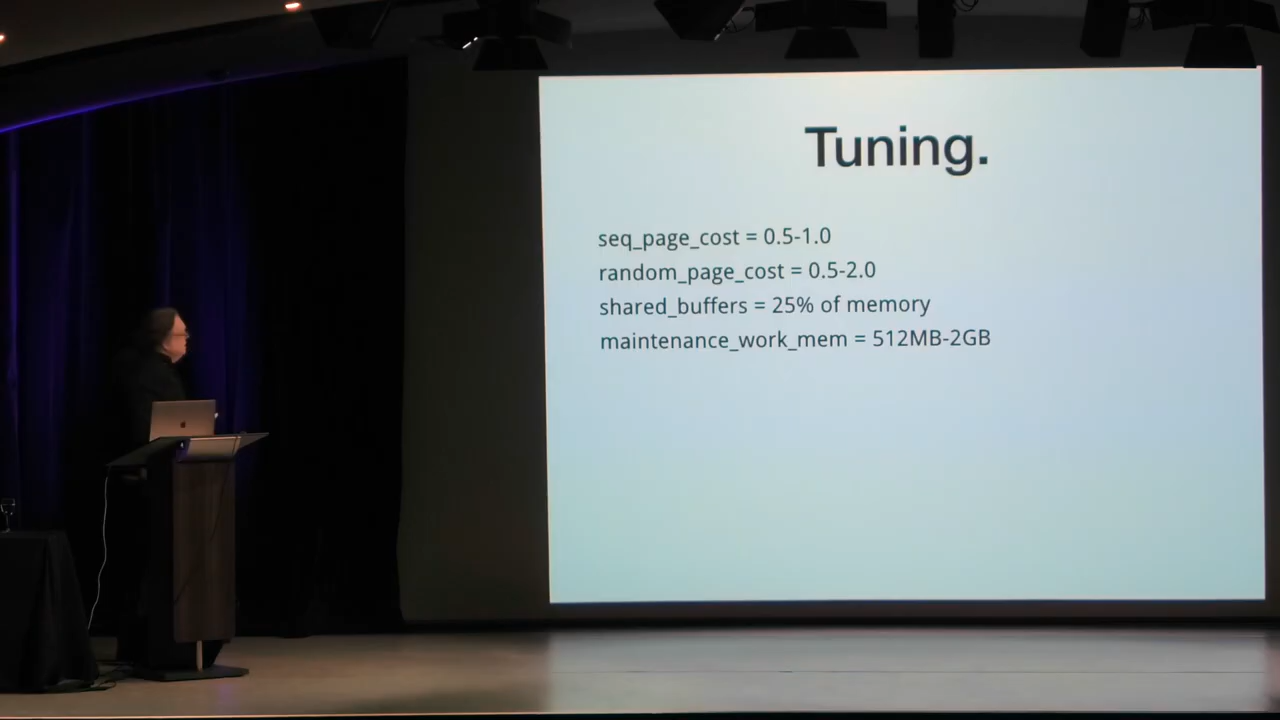 Tuning.
seq_page_cost = 0.5-1.0
random_page_cost = 0.5-2.0
shared_buffers = 25% of memory
maintenance_work_mem = 512MB-2GB